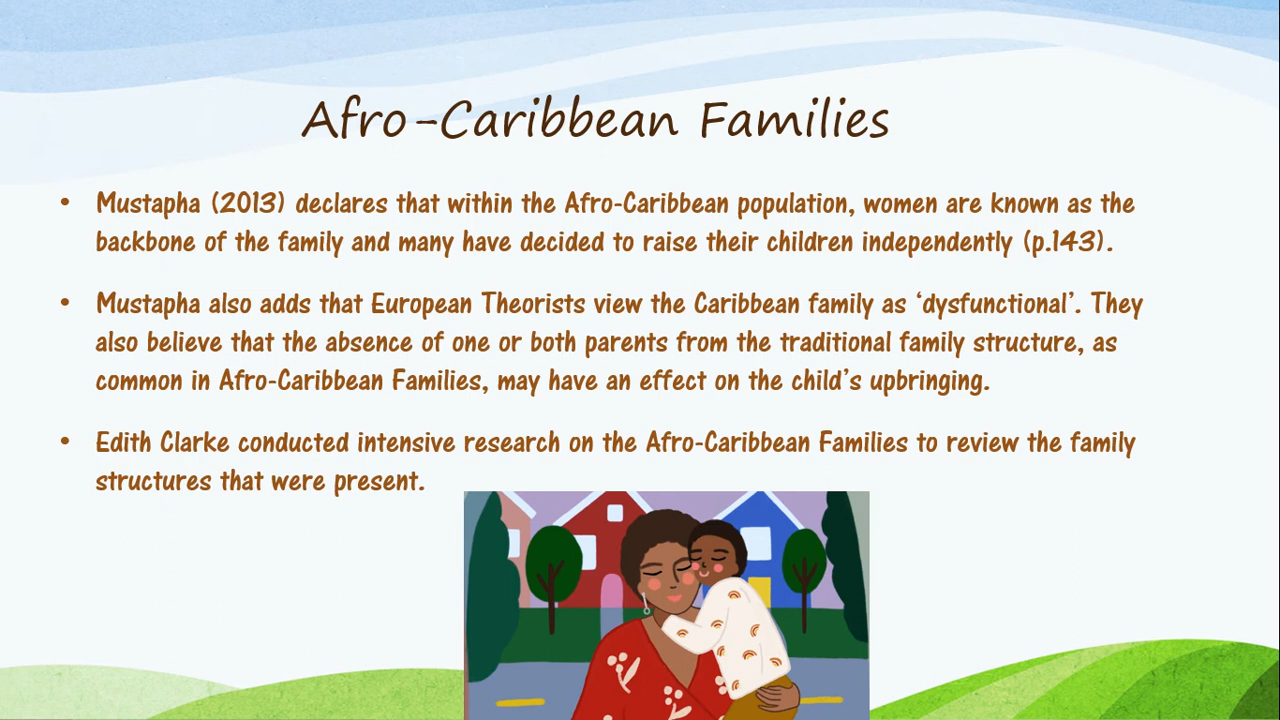 Afro-Caribbean Families
• Mustapha (2013) declares that within the Afro-Caribbean population, women are known as the
backbone of the family and many have decided to raise their children independently (p.143).
• Mustapha also adds that European Theorists view the Caribbean family as ‘dysfunctional’. They
also believe that the absence of one or both parents from the traditional family structure, as
common in Afro-Caribbean Families, may have an effect on the child’s upbringing.
• Edith Clarke conducted intensive research on the Afro-Caribbean Families to review the family
structures that were present.